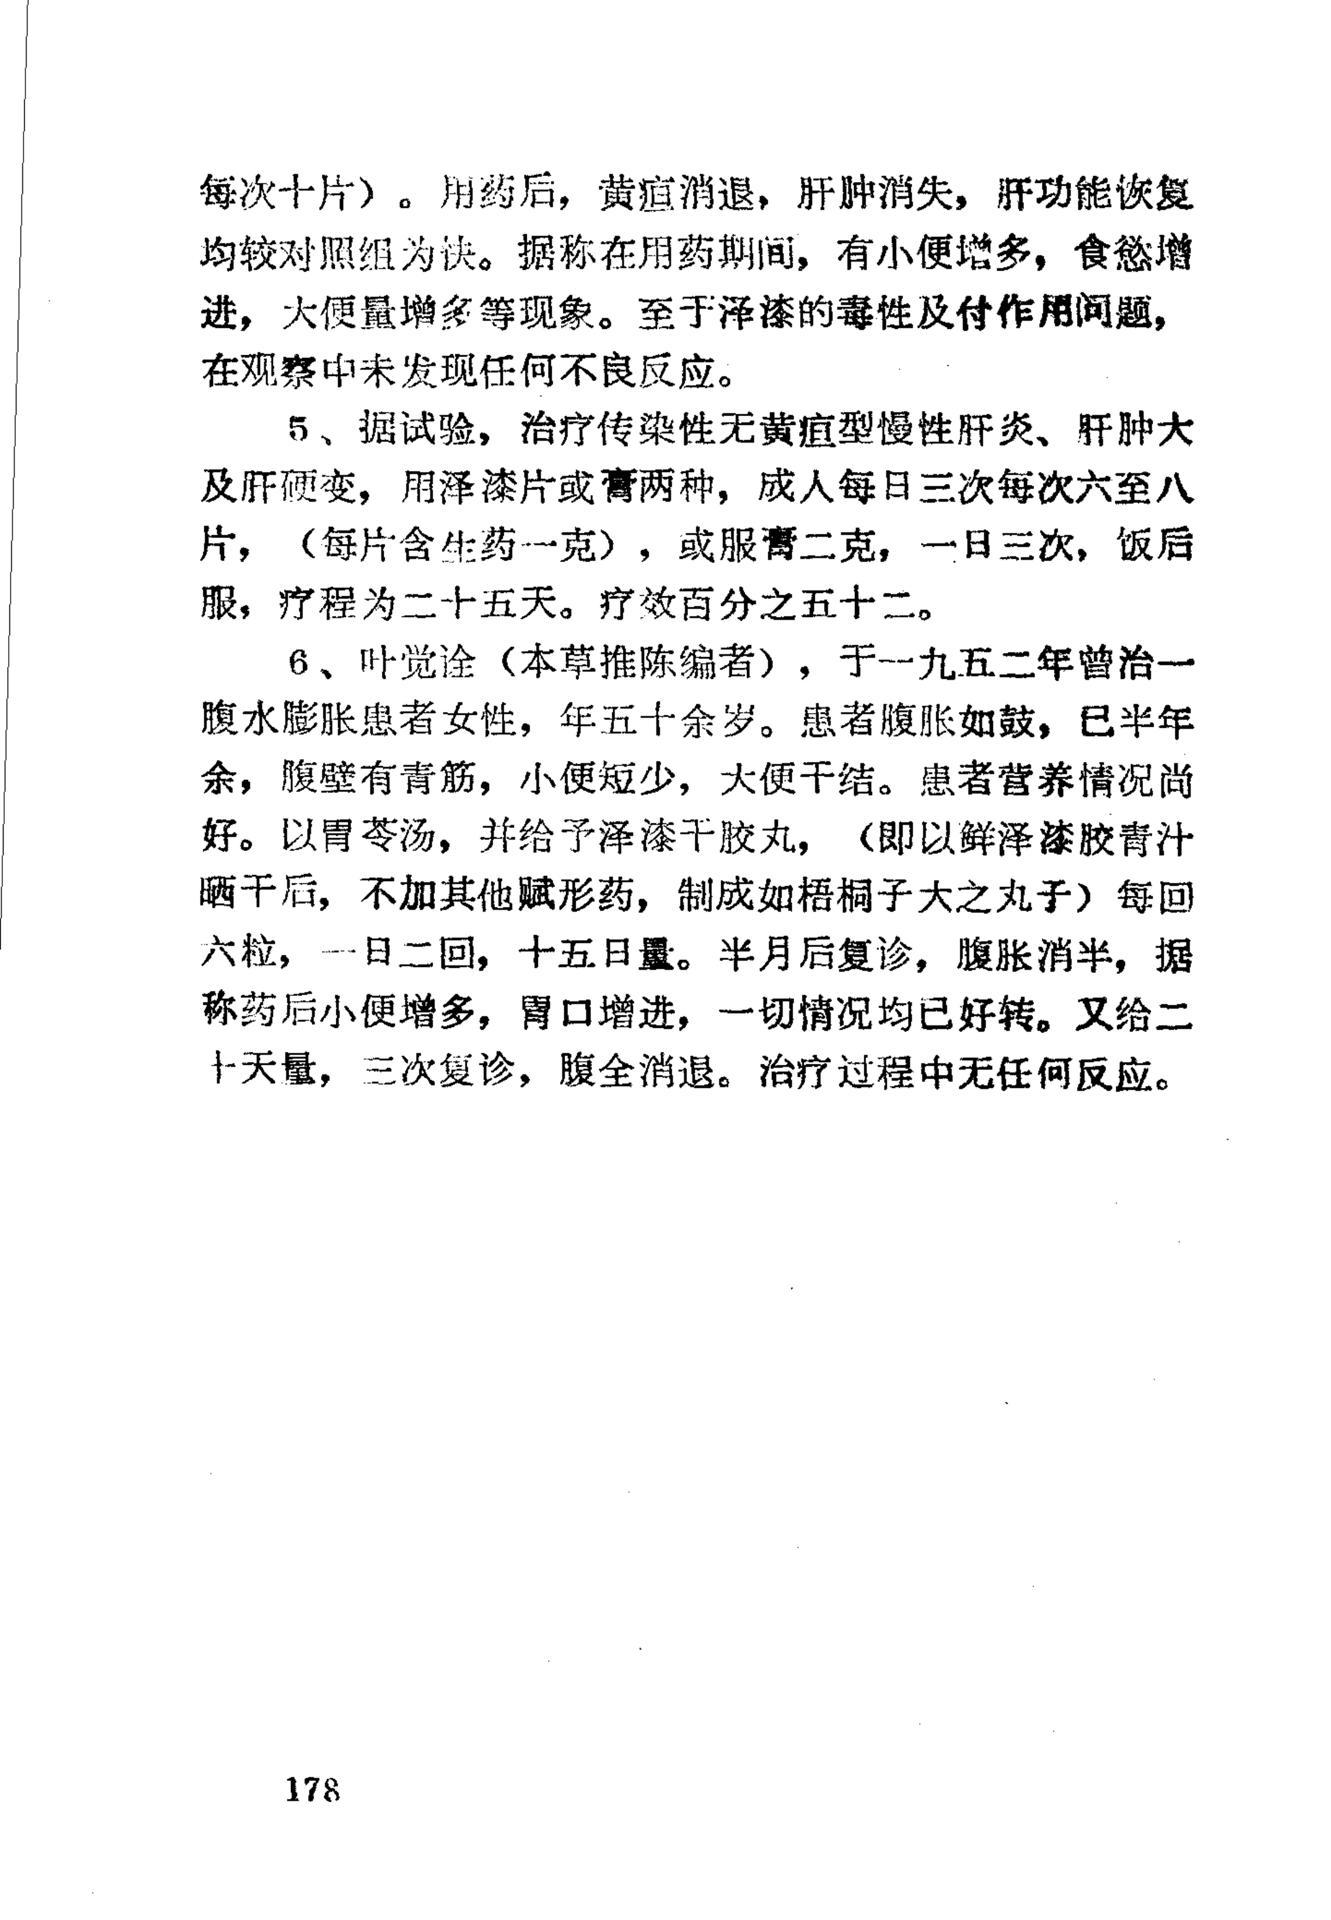 每次十片）。用药后，黄疸消退，肝肿消失，肝功能恢复
均较对照组为快。据称在用药期间，有小便增多，食慾增
进，大便量增多等现象。至于泽漆的毒性及付作用问题，
在观察中未发现任何不良反应。
5、据试验，治疗传染性无黄疸型慢性肝炎、肝肿大
及肝硬变，用泽漆片或膏两种，成人每日三次每次六至八
片，（每片含生药一克），或服膏二克，一日三次，饭后
服，疗程为二十五天。疗效百分之五十二。
6、叶觉诠（本草推陈编者），于一九五二年曾治一
腹水膨胀患者女性，年五十余岁。患者腹胀如鼓，已半年
余，腹壁有青筋，小便短少，大便干结。患者营养情况尚
好。以胃苓汤，并给予泽漆干胶丸，（即以鲜泽漆胶青汁
晒干后，不加其他赋形药，制成如梧桐子大之丸子）每回
六粒，一日二回，十五日量。半月后复诊，腹胀消半，据
称药后小便增多，胃口增进，一切情况均已好转。又给二
十天量，三次复诊，腹全消退。治疗过程中无任何反应。
178